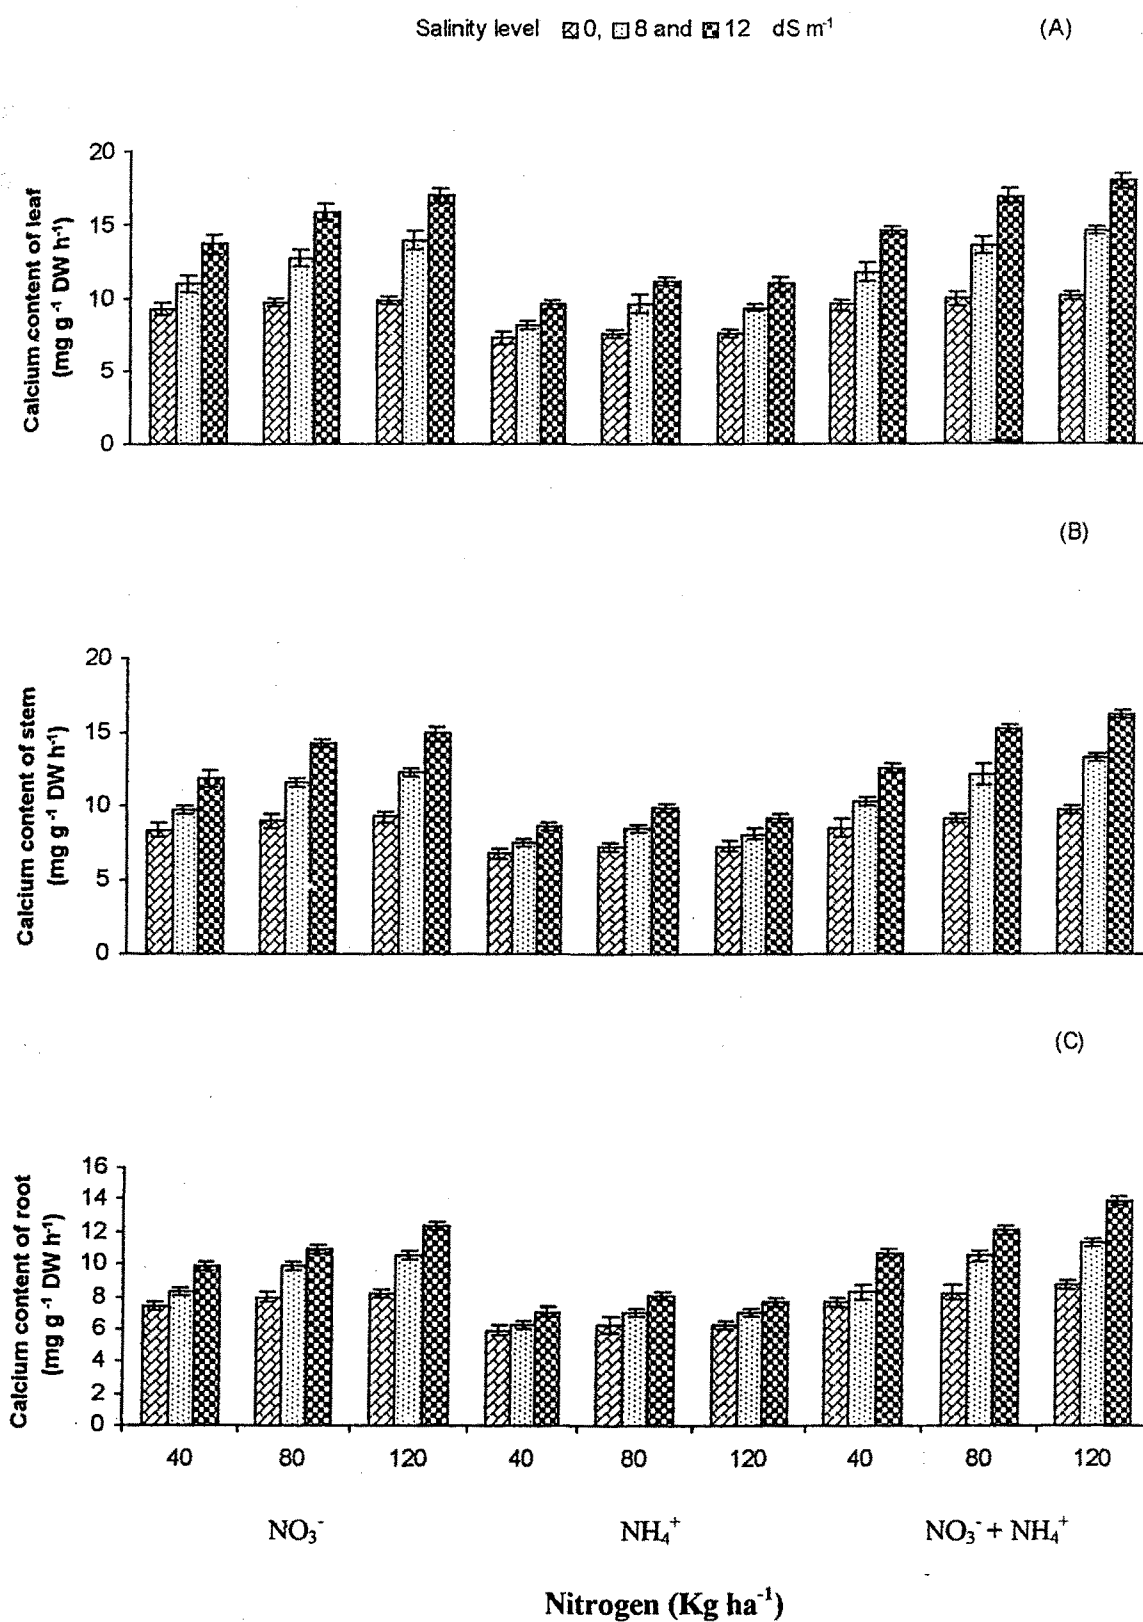 Salinity level 0, 8 and 12 dS m⁻¹ (A)
Calcium content of leaf
(mg g⁻¹ DW h⁻¹)
20
15
10
5
0
(B)
Calcium content of stem
(mg g⁻¹ DW h⁻¹)
20
15
10
5
0
(C)
Calcium content of root
(mg g⁻¹ DW h⁻¹)
16
14
12
10
8
6
4
2
0
40 80 120 40 80 120 40 80 120
NO₃⁻ NH₄⁺ NO₃⁻ + NH₄⁺
Nitrogen (Kg ha⁻¹)